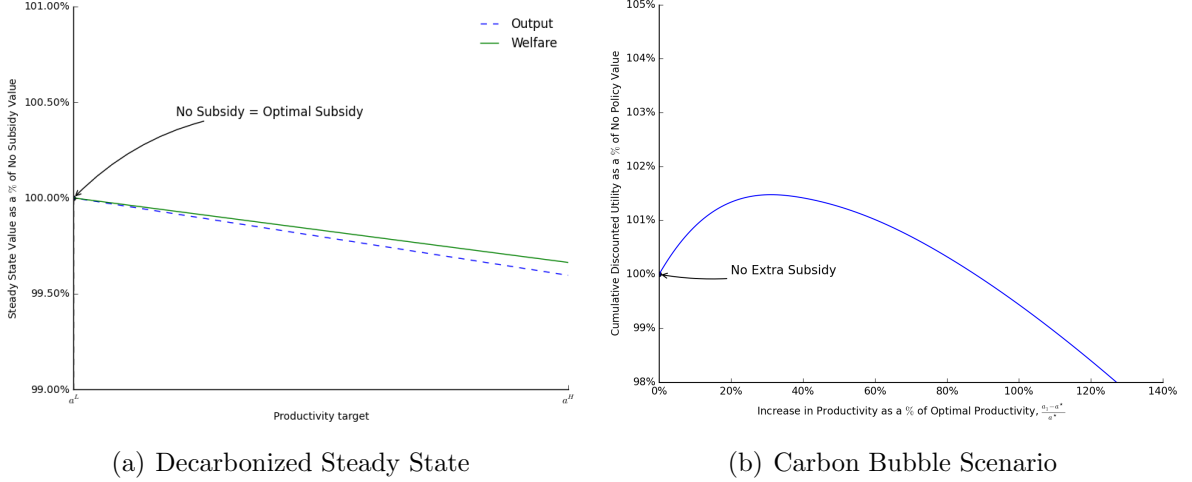 101.00%
100.50%
100.00%
99.50%
99.00%
Steady State Value as a % of No Subsidy Value
Output
Welfare
No Subsidy = Optimal Subsidy
a^L
a^H
Productivity target
(a) Decarbonized Steady State
105%
104%
103%
102%
101%
100%
99%
98%
Cumulative Discounted Utility as a % of No Policy Value
No Extra Subsidy
0% 20% 40% 60% 80% 100% 120% 140%
Increase in Productivity as a % of Optimal Productivity, \frac{a_1-a^*}{a^*}
(b) Carbon Bubble Scenario